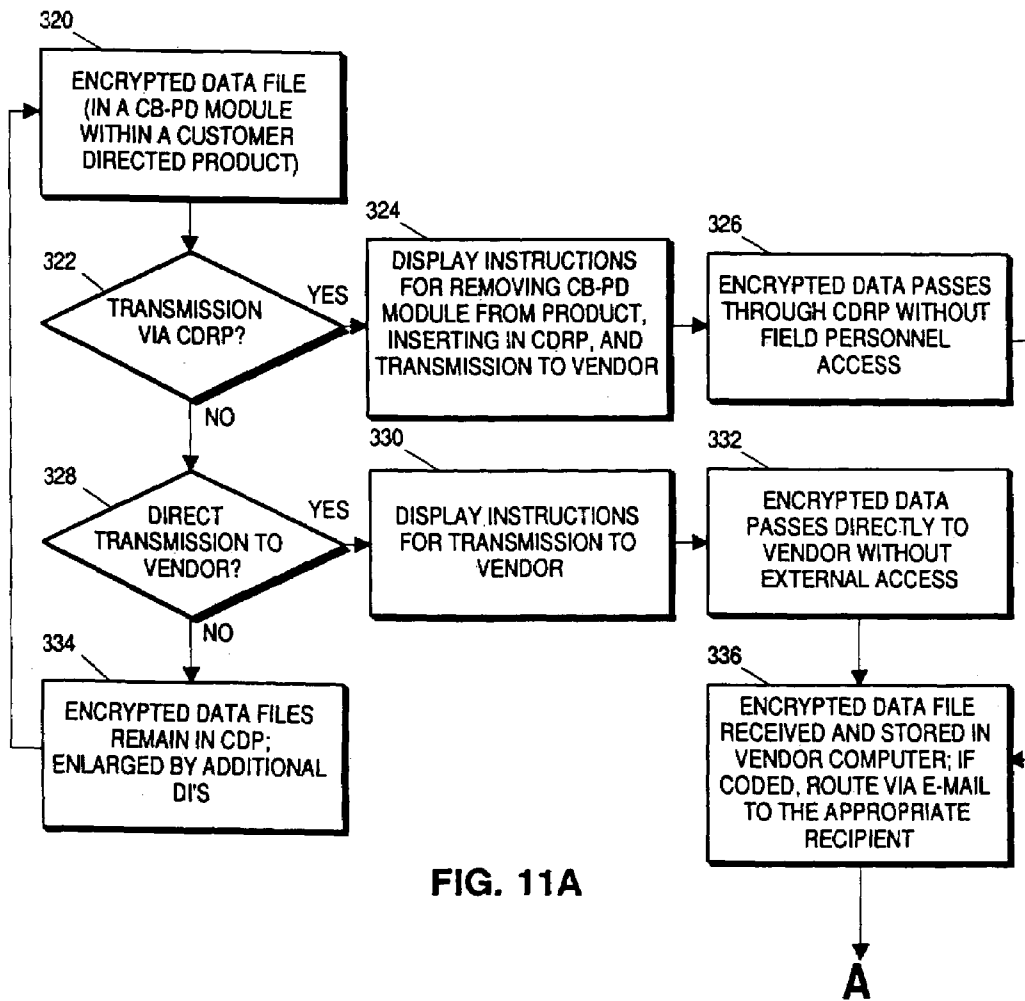 320
ENCRYPTED DATA FILE
(IN A CB-PD MODULE
WITHIN A CUSTOMER
DIRECTED PRODUCT)
322
TRANSMISSION
VIA CDRP?
YES
NO
324
DISPLAY INSTRUCTIONS
FOR REMOVING CB-PD
MODULE FROM PRODUCT,
INSERTING IN CDRP, AND
TRANSMISSION TO VENDOR
326
ENCRYPTED DATA PASSES
THROUGH CDRP WITHOUT
FIELD PERSONNEL
ACCESS
328
DIRECT
TRANSMISSION TO
VENDOR?
YES
NO
330
DISPLAY INSTRUCTIONS
FOR TRANSMISSION TO
VENDOR
332
ENCRYPTED DATA
PASSES DIRECTLY TO
VENDOR WITHOUT
EXTERNAL ACCESS
334
ENCRYPTED DATA FILES
REMAIN IN CDP;
ENLARGED BY ADDITIONAL
DI'S
336
ENCRYPTED DATA FILE
RECEIVED AND STORED IN
VENDOR COMPUTER; IF
CODED, ROUTE VIA E-MAIL
TO THE APPROPRIATE
RECIPIENT
FIG. 11A
A